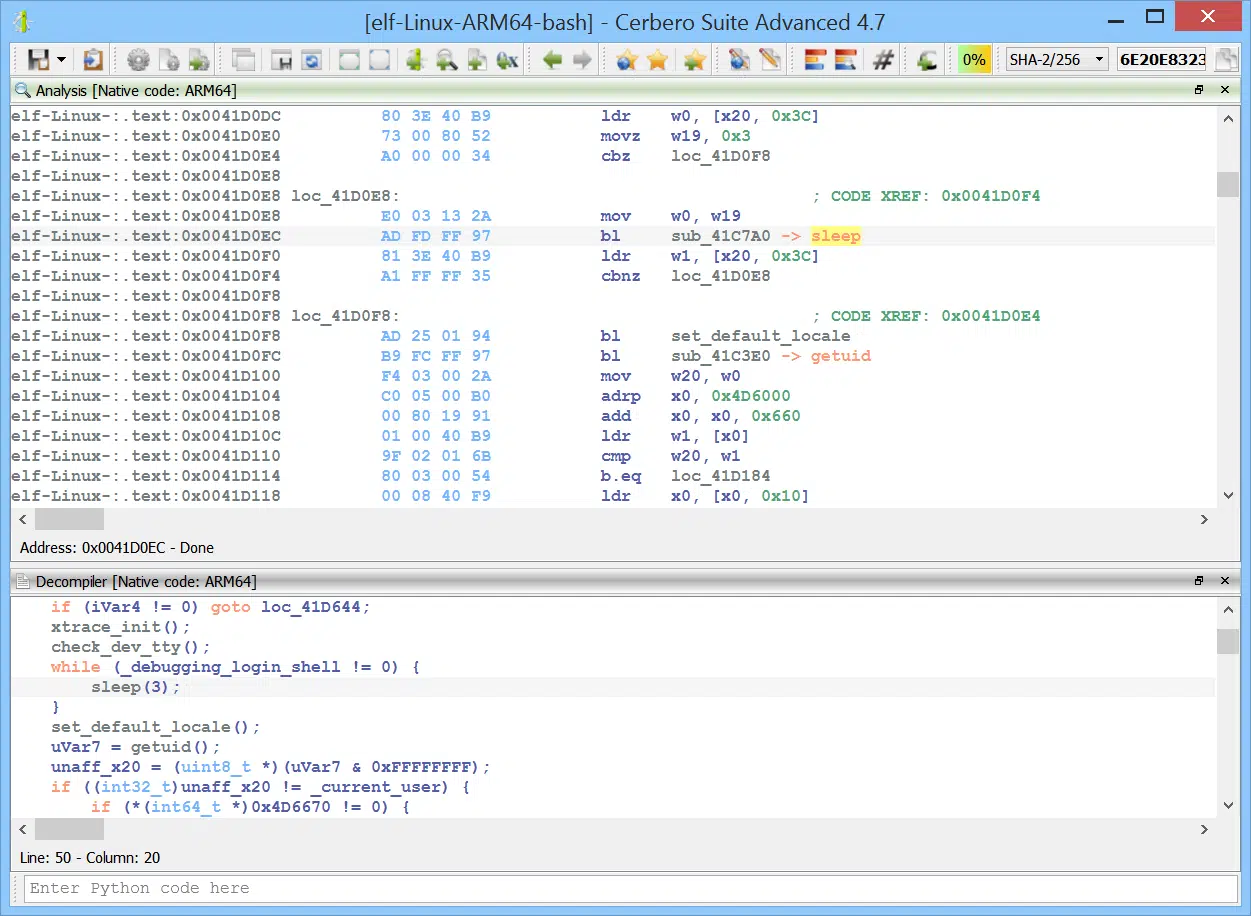 [elf-Linux-ARM64-bash] - Cerbero Suite Advanced 4.7
0% SHA-2/256 6E20E8323
Analysis [Native code: ARM64]
elf-Linux-:.text:0x0041D0DC 80 3E 40 B9 ldr w0, [x20, 0x3C]
elf-Linux-:.text:0x0041D0E0 73 00 80 52 movz w19, 0x3
elf-Linux-:.text:0x0041D0E4 A0 00 00 34 cbz loc_41D0F8
elf-Linux-:.text:0x0041D0E8
elf-Linux-:.text:0x0041D0E8 loc_41D0E8: ; CODE XREF: 0x0041D0F4
elf-Linux-:.text:0x0041D0E8 E0 03 13 2A mov w0, w19
elf-Linux-:.text:0x0041D0EC AD FD FF 97 bl sub_41C7A0 -> sleep
elf-Linux-:.text:0x0041D0F0 81 3E 40 B9 ldr w1, [x20, 0x3C]
elf-Linux-:.text:0x0041D0F4 A1 FF FF 35 cbnz loc_41D0E8
elf-Linux-:.text:0x0041D0F8
elf-Linux-:.text:0x0041D0F8 loc_41D0F8: ; CODE XREF: 0x0041D0E4
elf-Linux-:.text:0x0041D0F8 AD 25 01 94 bl set_default_locale
elf-Linux-:.text:0x0041D0FC B9 FC FF 97 bl sub_41C3E0 -> getuid
elf-Linux-:.text:0x0041D100 F4 03 00 2A mov w20, w0
elf-Linux-:.text:0x0041D104 C0 05 00 B0 adrp x0, 0x4D6000
elf-Linux-:.text:0x0041D108 00 80 19 91 add x0, x0, 0x660
elf-Linux-:.text:0x0041D10C 01 00 40 B9 ldr w1, [x0]
elf-Linux-:.text:0x0041D110 9F 02 01 6B cmp w20, w1
elf-Linux-:.text:0x0041D114 80 03 00 54 b.eq loc_41D184
elf-Linux-:.text:0x0041D118 00 08 40 F9 ldr x0, [x0, 0x10]
Address: 0x0041D0EC - Done
Decompiler [Native code: ARM64]
if (iVar4 != 0) goto loc_41D644;
xtrace_init();
check_dev_tty();
while (_debugging_login_shell != 0) {
sleep(3);
}
set_default_locale();
uVar7 = getuid();
unaff_x20 = (uint8_t *)(uVar7 & 0xFFFFFFFF);
if ((int32_t)unaff_x20 != _current_user) {
if (*(int64_t *)0x4D6670 != 0) {
Line: 50 - Column: 20
Enter Python code here